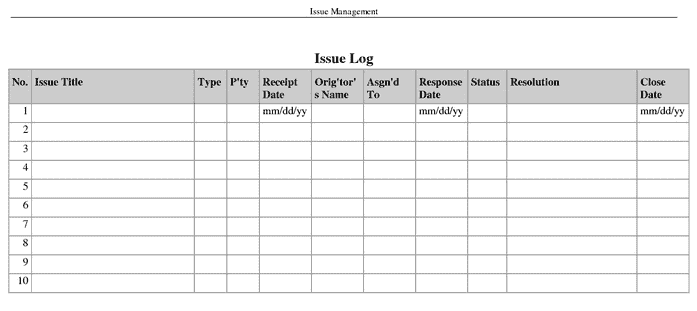 Issue Management
Issue Log
No. Issue Title Type P'ty Receipt Date Orig'tor's Name Asgn'd To Response Date Status Resolution Close Date
1 mm/dd/yy mm/dd/yy mm/dd/yy
2
3
4
5
6
7
8
9
10